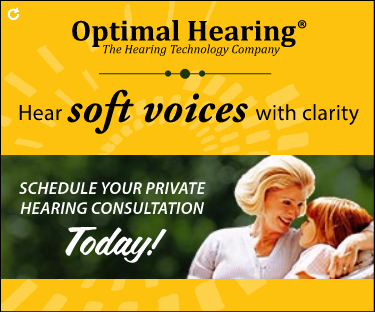 Optimal Hearing®
The Hearing Technology Company
Hear soft voices with clarity
SCHEDULE YOUR PRIVATE
HEARING CONSULTATION
Today!